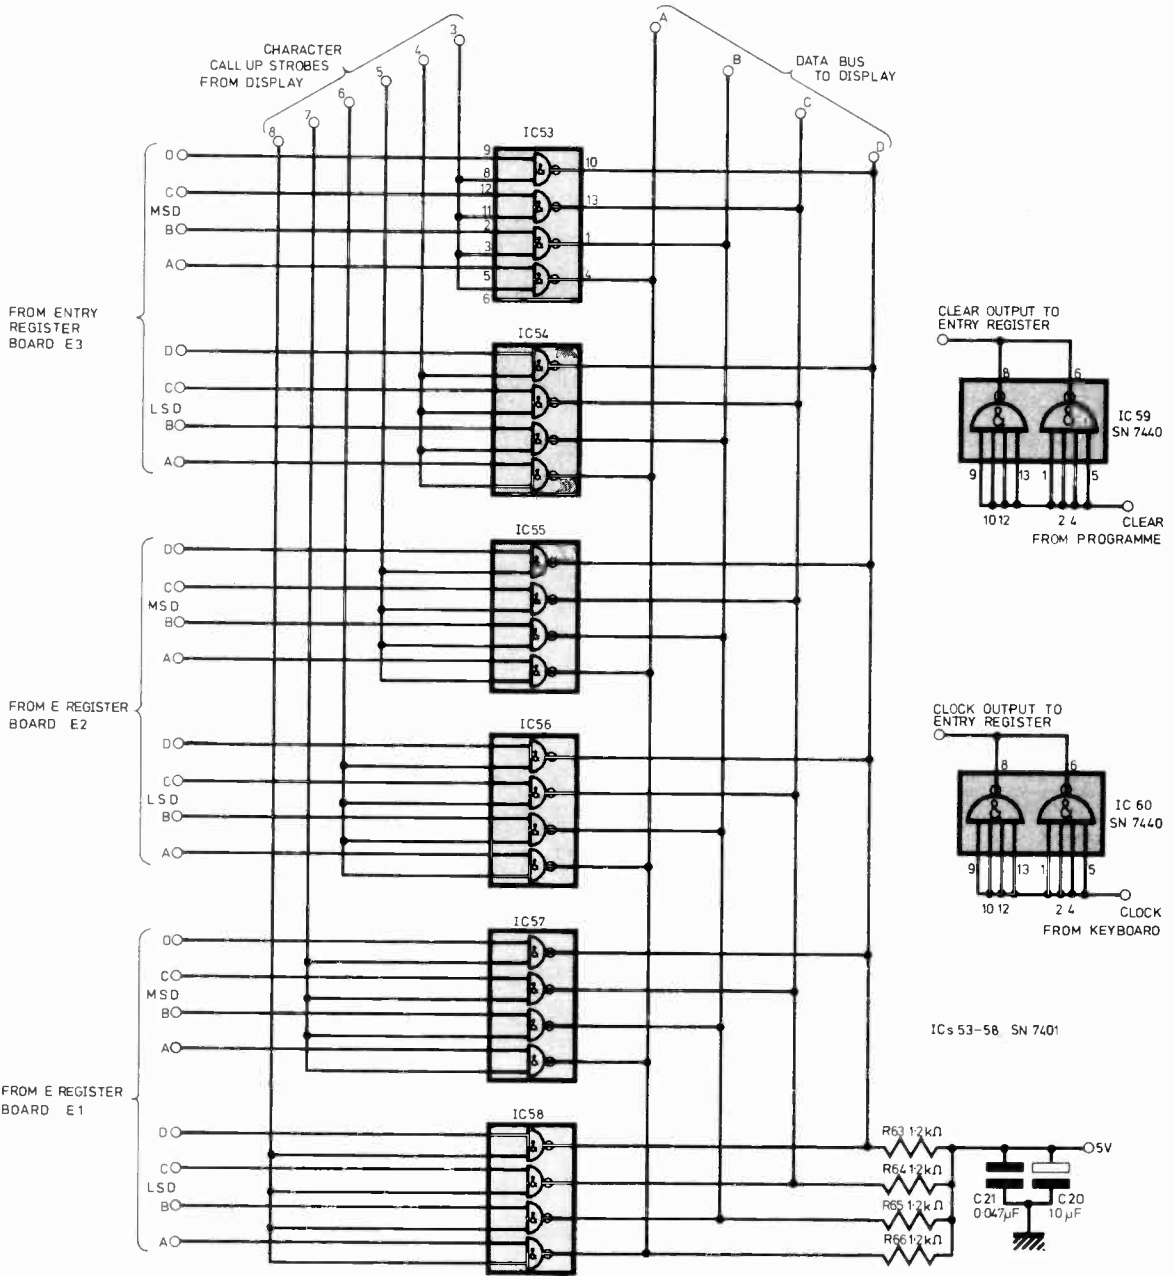 CHARACTER
CALL UP STROBES
FROM DISPLAY
3
4
5
6
7
8
A
B
C
D
DATA BUS
TO DISPLAY
FROM ENTRY
REGISTER
BOARD E3
O
C
MSD
B
A
IC53
9
8
12
11
2
3
5
6
10
13
1
4
D
C
LSD
B
A
IC54
FROM E REGISTER
BOARD E2
D
C
MSD
B
A
IC55
D
C
LSD
B
A
IC56
FROM E REGISTER
BOARD E1
O
C
MSD
B
A
IC57
D
C
LSD
B
A
IC58
CLEAR OUTPUT TO
ENTRY REGISTER
8 6
& &
IC 59
SN 7440
9 13 1 5
10 12 2 4
CLEAR
FROM PROGRAMME
CLOCK OUTPUT TO
ENTRY REGISTER
8 6
& &
IC 60
SN 7440
9 13 1 5
10 12 2 4
CLOCK
FROM KEYBOARD
ICs 53-58 SN 7401
R63 1·2kΩ
R64 1·2kΩ
R65 1·2kΩ
R66 1·2kΩ
5V
C21
0·047μF
C20
10μF